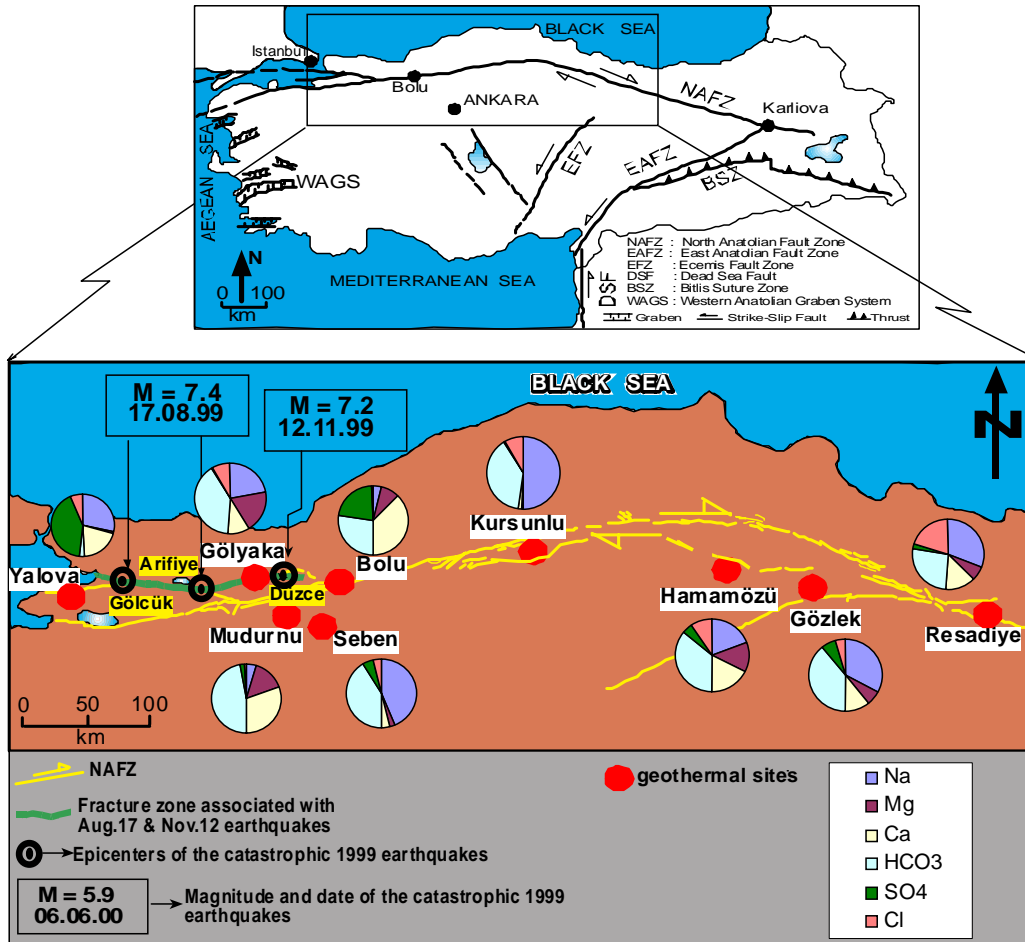 BLACK SEA
Istanbul
Bolu
ANKARA
NAFZ
Karliova
AEGEAN SEA
WAGS
EFZ
EAFZ
BSZ
N
0 100
km
MEDITERRANEAN SEA
DSF
NAFZ : North Anatolian Fault Zone
EAFZ : East Anatolian Fault Zone
EFZ : Ecemis Fault Zone
DSF : Dead Sea Fault
BSZ : Bitlis Suture Zone
WAGS : Western Anatolian Graben System
Graben Strike-Slip Fault Thrust
M = 7.4
17.08.99
M = 7.2
12.11.99
BLACK SEA
N
Kursunlu
Gölyaka
Bolu
Arifiye
Yalova
Gölcük
Düzce
Mudurnu
Seben
Hamamözü
Gözlek
Resadiye
0 50 100
km
NAFZ
Fracture zone associated with
Aug.17 & Nov.12 earthquakes
Epicenters of the catastrophic 1999 earthquakes
M = 5.9
06.06.00
Magnitude and date of the catastrophic 1999
earthquakes
geothermal sites
Na
Mg
Ca
HCO3
SO4
Cl